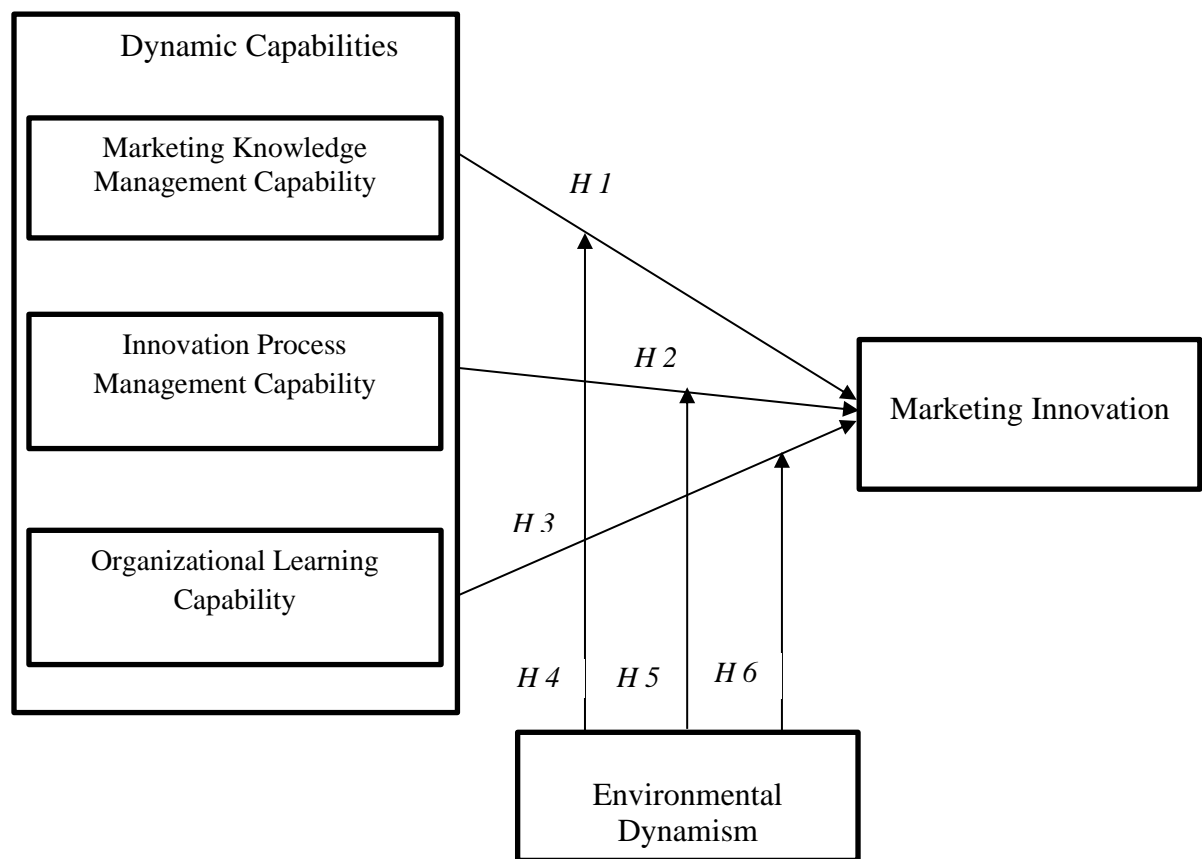 Dynamic Capabilities
Marketing Knowledge
Management Capability
H 1
Innovation Process
Management Capability
H 2
Marketing Innovation
Organizational Learning
Capability
H 3
H 4
H 5
H 6
Environmental
Dynamism